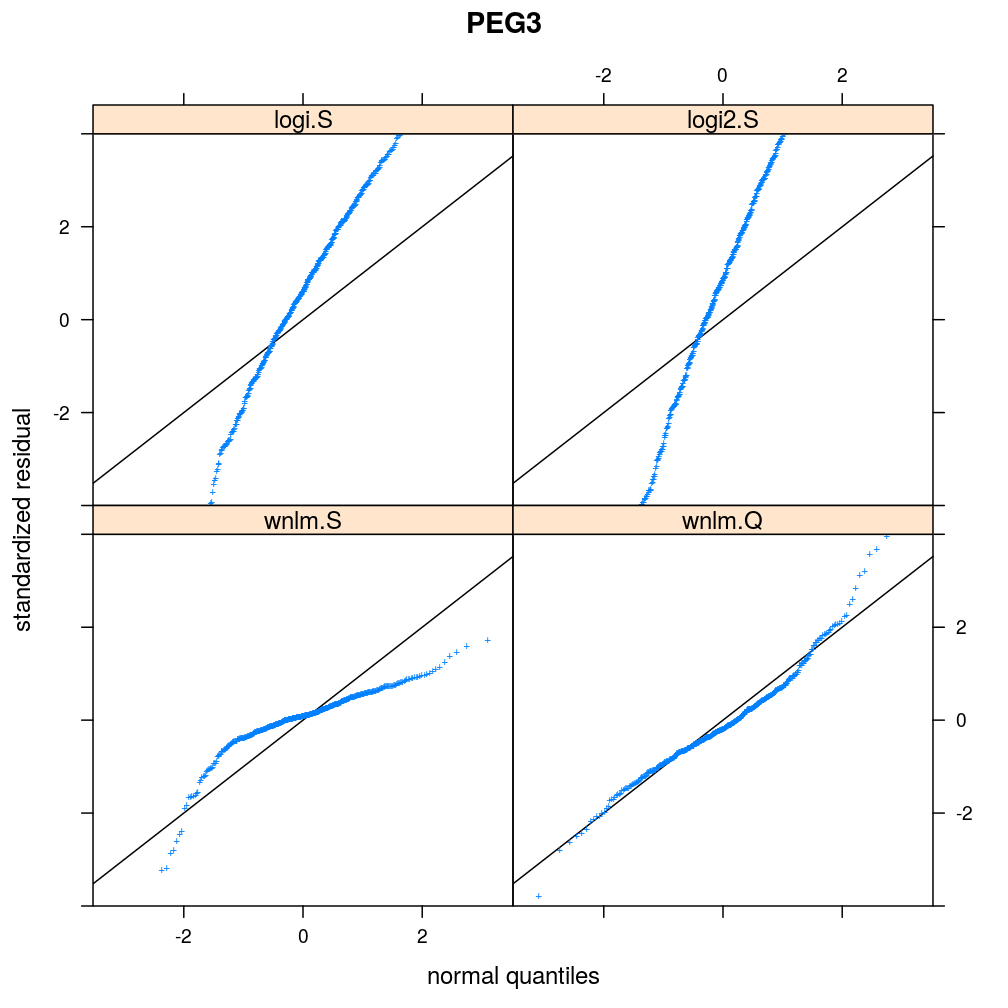 PEG3
-2 0 2
logi.S logi2.S
2
0
-2
wnlm.S wnlm.Q
2
0
-2
standardized residual
-2 0 2
normal quantiles